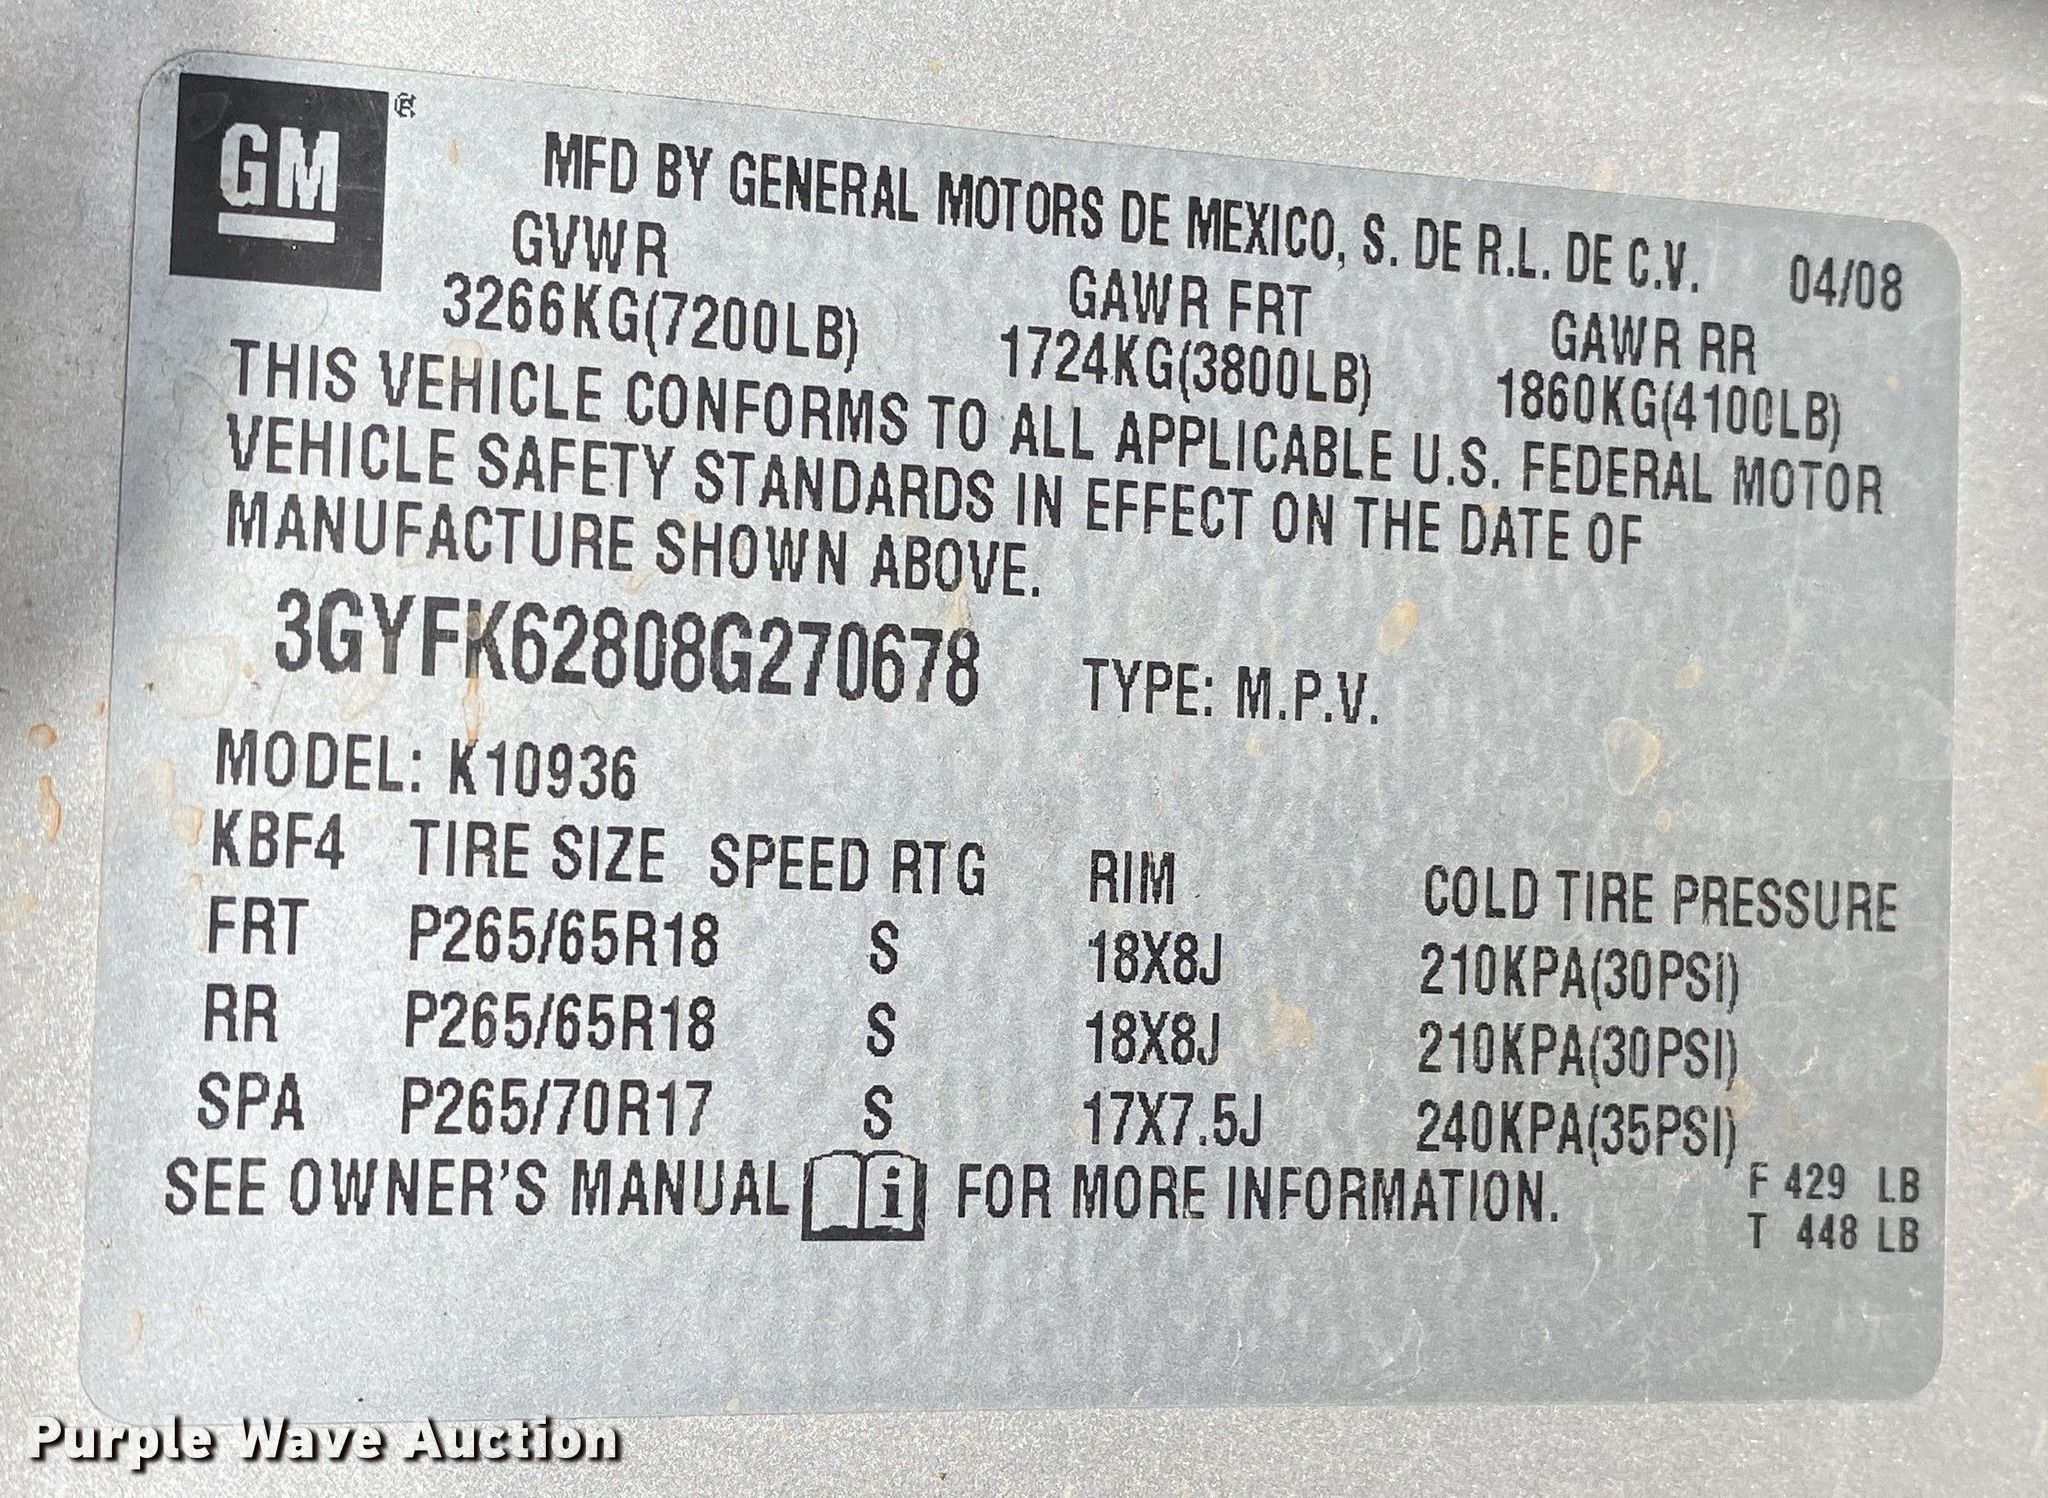 GM
MFD BY GENERAL MOTORS DE MEXICO, S. DE R.L. DE C.V. 04/08
GVWR GAWR FRT GAWR RR
3266KG(7200LB) 1724KG(3800LB) 1860KG(4100LB)
THIS VEHICLE CONFORMS TO ALL APPLICABLE U.S. FEDERAL MOTOR
VEHICLE SAFETY STANDARDS IN EFFECT ON THE DATE OF
MANUFACTURE SHOWN ABOVE.
3GYFK62808G270678 TYPE: M.P.V.
MODEL: K10936
KBF4 TIRE SIZE SPEED RTG RIM COLD TIRE PRESSURE
FRT P265/65R18 S 18X8J 210KPA(30PSI)
RR P265/65R18 S 18X8J 210KPA(30PSI)
SPA P265/70R17 S 17X7.5J 240KPA(35PSI)
SEE OWNER'S MANUAL i FOR MORE INFORMATION.
F 429 LB
T 448 LB
Purple Wave Auction